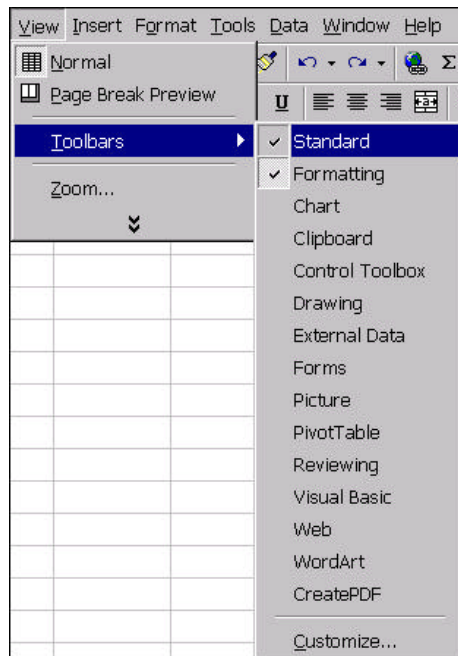 View Insert Format Tools Data Window Help
Normal
Page Break Preview
Toolbars
Zoom...
U
a
Σ
Standard
Formatting
Chart
Clipboard
Control Toolbox
Drawing
External Data
Forms
Picture
PivotTable
Reviewing
Visual Basic
Web
WordArt
CreatePDF
Customize...